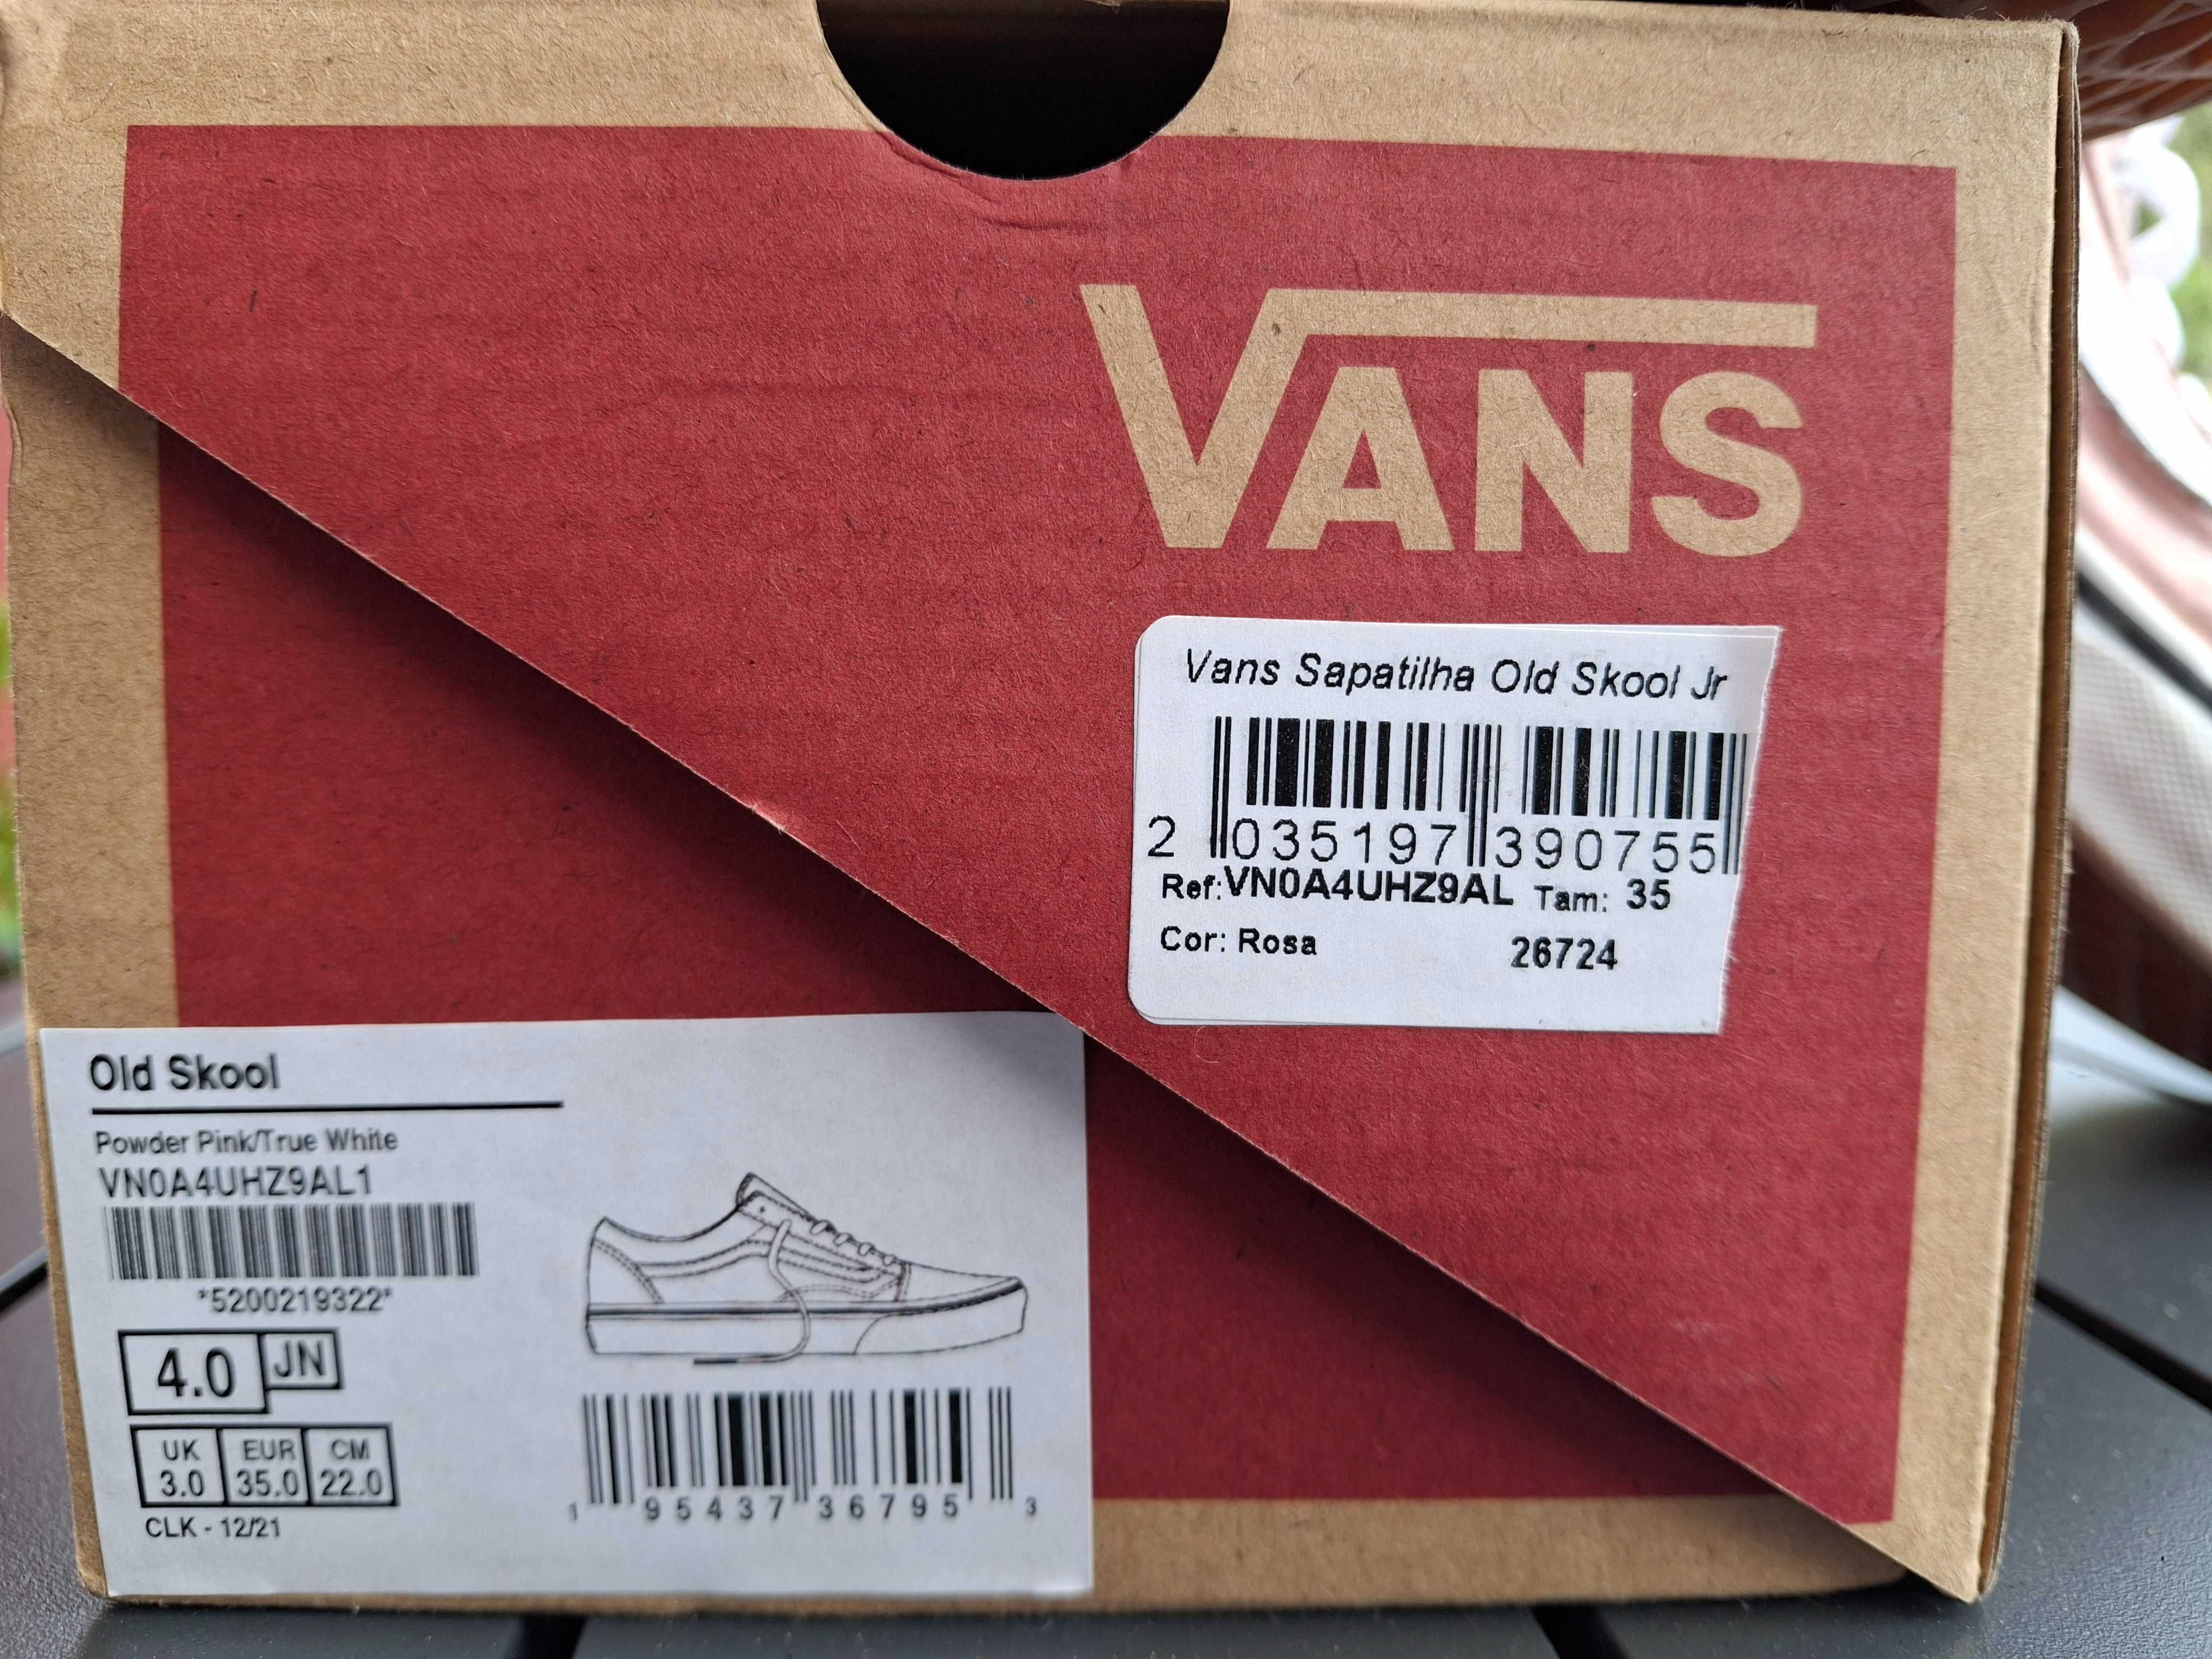 VANS
Vans Sapatilha Old Skool Jr
2 035197 390755
Ref:VN0A4UHZ9AL Tam: 35
Cor: Rosa 26724
Old Skool
Powder Pink/True White
VN0A4UHZ9AL1
*5200219322*
4.0 JN
UK EUR CM
3.0 35.0 22.0
CLK - 12/21
1 95437 36795 3